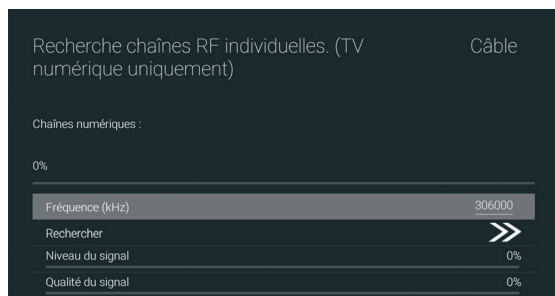 Recherche chaînes RF individuelles. (TV
numérique uniquement)
Câble
Chaînes numériques :
0%
Fréquence (kHz) 306000
Rechercher
Niveau du signal 0%
Qualité du signal 0%